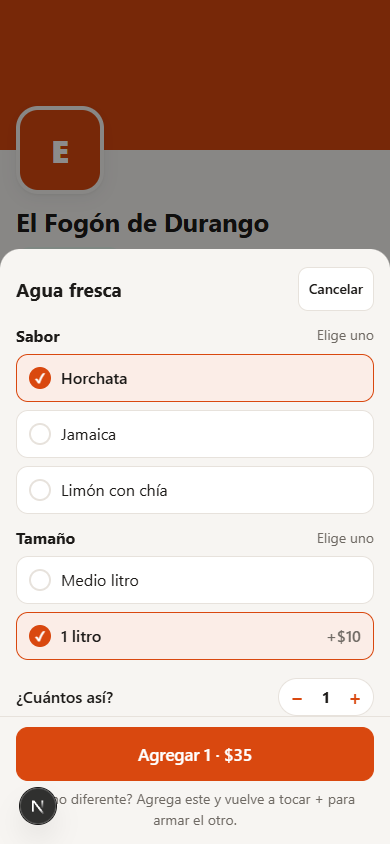 E
El Fogón de Durango
Agua fresca
Cancelar
Sabor
Elige uno
Horchata
Jamaica
Limón con chía
Tamaño
Elige uno
Medio litro
1 litro
+$10
¿Cuántos así?
− 1 +
Agregar 1 · $35
N
diferente? Agrega este y vuelve a tocar + para
armar el otro.